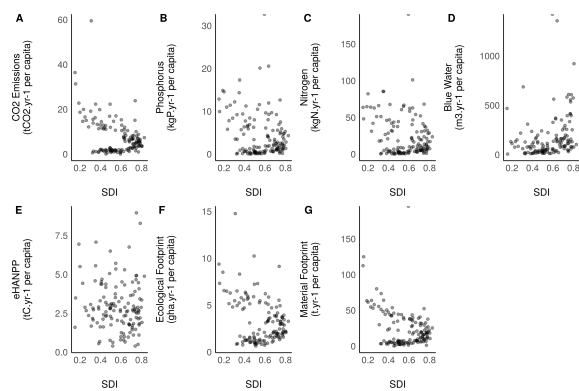 A
CO2 Emissions
(tCO2.yr-1 per capita)
60
40
20
0
0.2 0.4 0.6 0.8
SDI
B
Phosphorus
(kgP.yr-1 per capita)
30
20
10
0
0.2 0.4 0.6 0.8
SDI
C
Nitrogen
(kgN.yr-1 per capita)
150
100
50
0
0.2 0.4 0.6 0.8
SDI
D
Blue Water
(m3.yr-1 per capita)
1000
500
0
0.2 0.4 0.6 0.8
SDI
E
eHANPP
(tC.yr-1 per capita)
7.5
5.0
2.5
0.0
0.2 0.4 0.6 0.8
SDI
F
Ecological Footprint
(gha.yr-1 per capita)
15
10
5
0
0.2 0.4 0.6 0.8
SDI
G
Material Footprint
(t.yr-1 per capita)
150
100
50
0
0.2 0.4 0.6 0.8
SDI